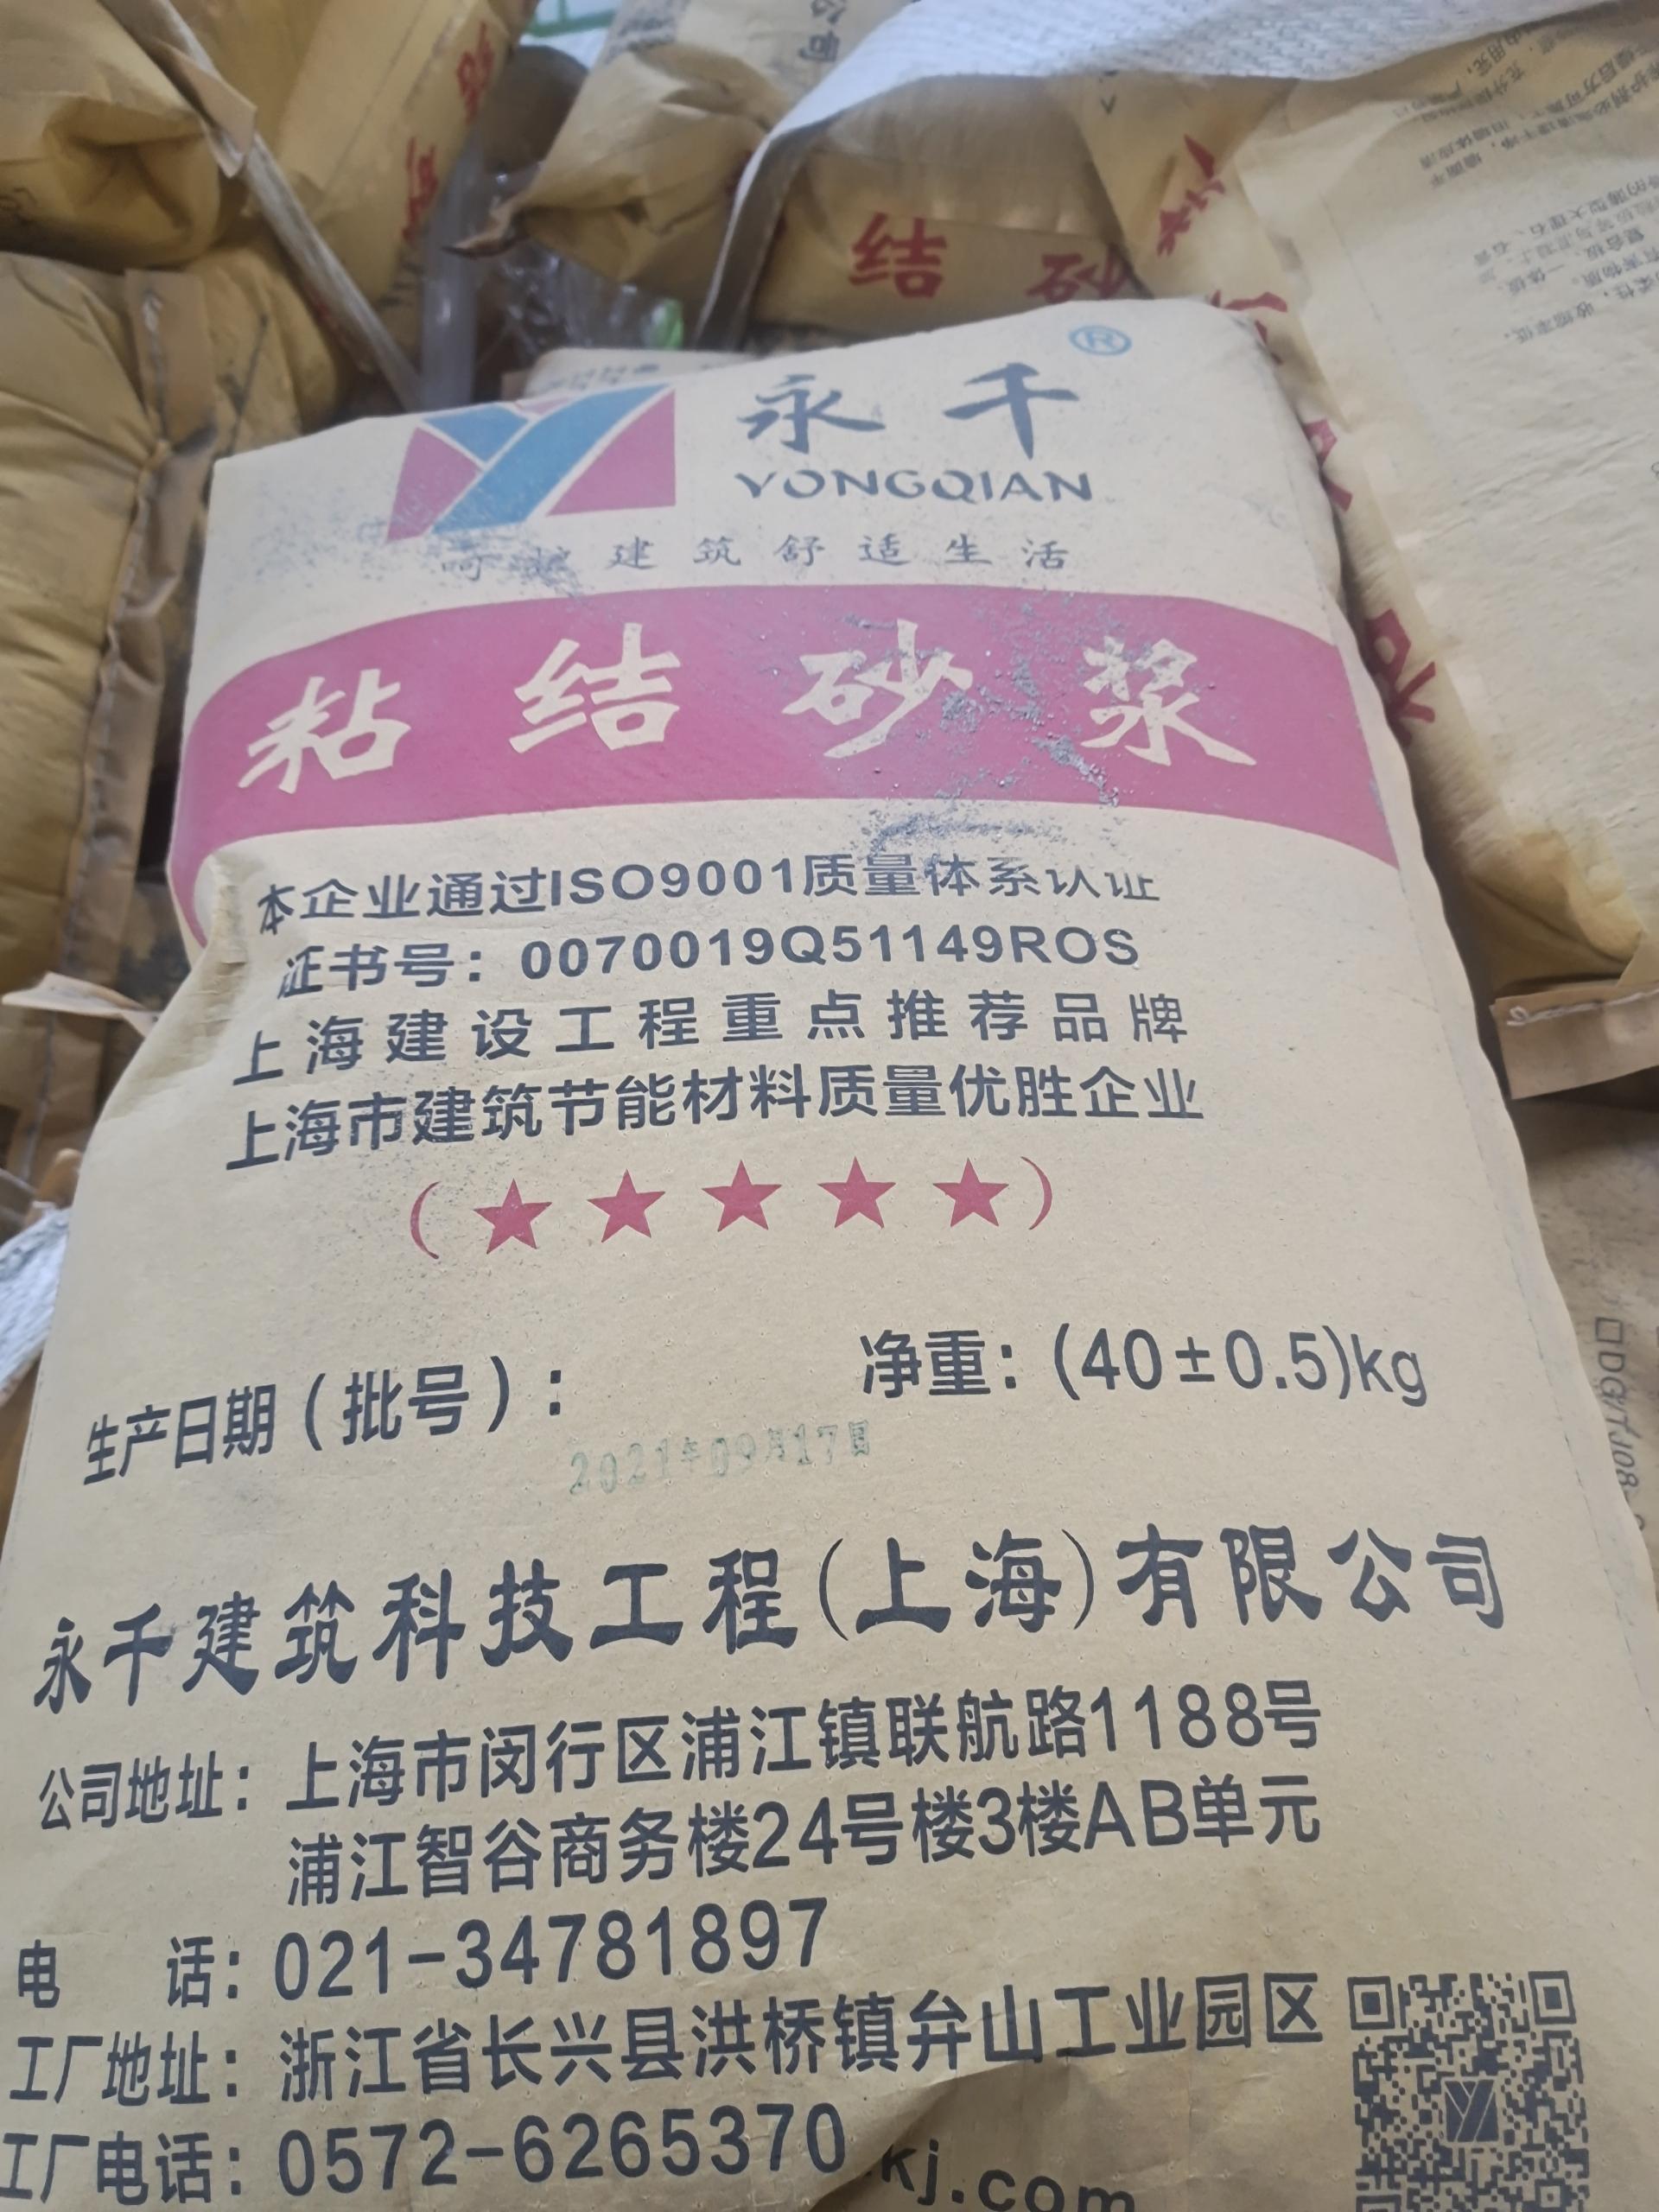 结 砂
永千®
YONGQIAN
呵护建筑舒适生活
粘结砂浆
本企业通过ISO9001质量体系认证
证书号：0070019Q51149ROS
上海建设工程重点推荐品牌
上海市建筑节能材料质量优胜企业
(★★★★★)
净重：(40±0.5)kg
生产日期(批号)：
2021年09月17日
永千建筑科技工程(上海)有限公司
公司地址：上海市闵行区浦江镇联航路1188号
浦江智谷商务楼24号楼3楼AB单元
电 话：021-34781897
工厂地址：浙江省长兴县洪桥镇弁山工业园区
工厂电话：0572-6265370
kj.com
□DG/TJ08-